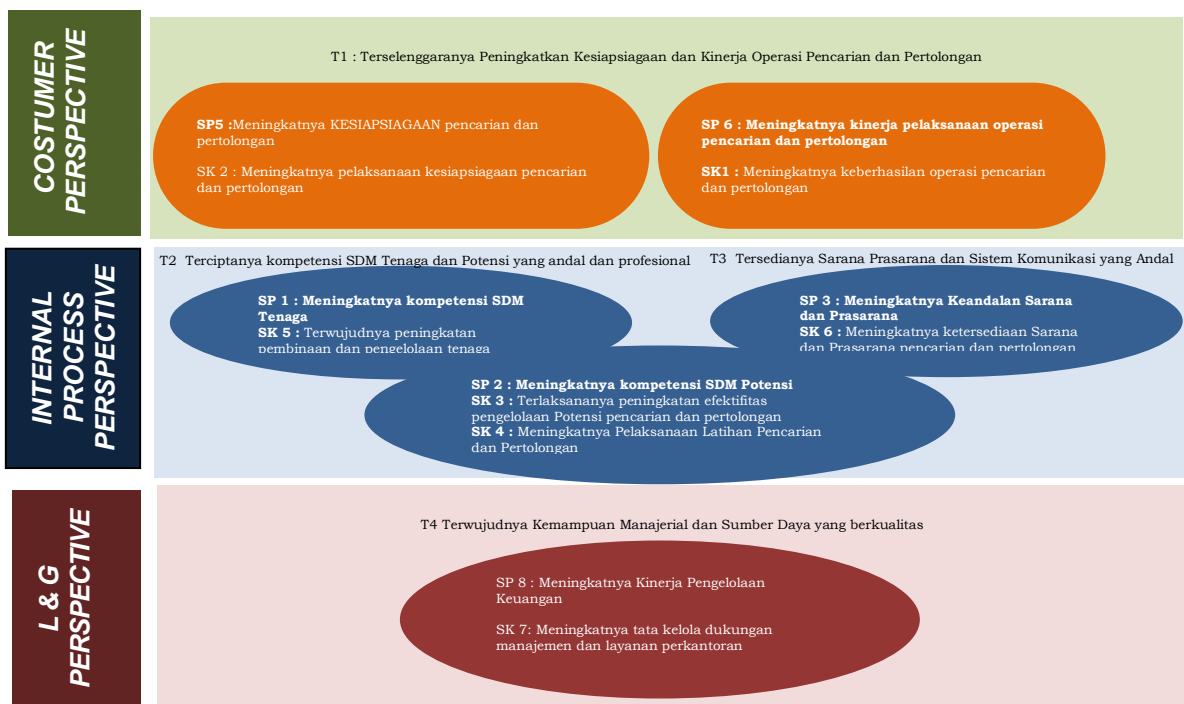 COSTUMER
PERSPECTIVE
T1 : Terselenggaranya Peningkatkan Kesiapsiagaan dan Kinerja Operasi Pencarian dan Pertolongan
SP5 :Meningkatnya KESIAPSIAGAAN pencarian dan
pertolongan
SK 2 : Meningkatnya pelaksanaan kesiapsiagaan pencarian
dan pertolongan
SP 6 : Meningkatnya kinerja pelaksanaan operasi
pencarian dan pertolongan
SK1 : Meningkatnya keberhasilan operasi pencarian
dan pertolongan
INTERNAL
PROCESS
PERSPECTIVE
T2 Terciptanya kompetensi SDM Tenaga dan Potensi yang andal dan profesional
T3 Tersedianya Sarana Prasarana dan Sistem Komunikasi yang Andal
SP 1 : Meningkatnya kompetensi SDM
Tenaga
SK 5 : Terwujudnya peningkatan
pembinaan dan pengelolaan tenaga
SP 3 : Meningkatnya Keandalan Sarana
dan Prasarana
SK 6 : Meningkatnya ketersediaan Sarana
dan Prasarana pencarian dan pertolongan
SP 2 : Meningkatnya kompetensi SDM Potensi
SK 3 : Terlaksananya peningkatan efektifitas
pengelolaan Potensi pencarian dan pertolongan
SK 4 : Meningkatnya Pelaksanaan Latihan Pencarian
dan Pertolongan
L & G
PERSPECTIVE
T4 Terwujudnya Kemampuan Manajerial dan Sumber Daya yang berkualitas
SP 8 : Meningkatnya Kinerja Pengelolaan
Keuangan
SK 7: Meningkatnya tata kelola dukungan
manajemen dan layanan perkantoran